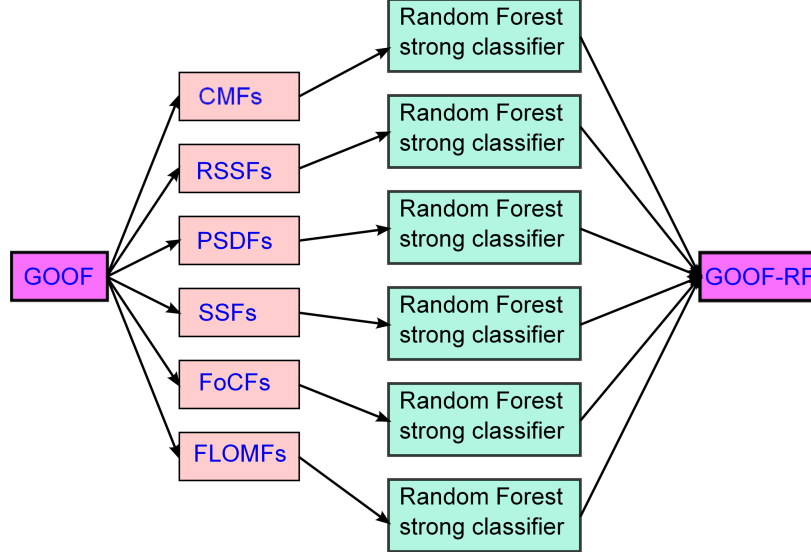 GOOF
CMFs
RSSFs
PSDFs
SSFs
FoCFs
FLOMFs
Random Forest
strong classifier
Random Forest
strong classifier
Random Forest
strong classifier
Random Forest
strong classifier
Random Forest
strong classifier
Random Forest
strong classifier
GOOF-RF